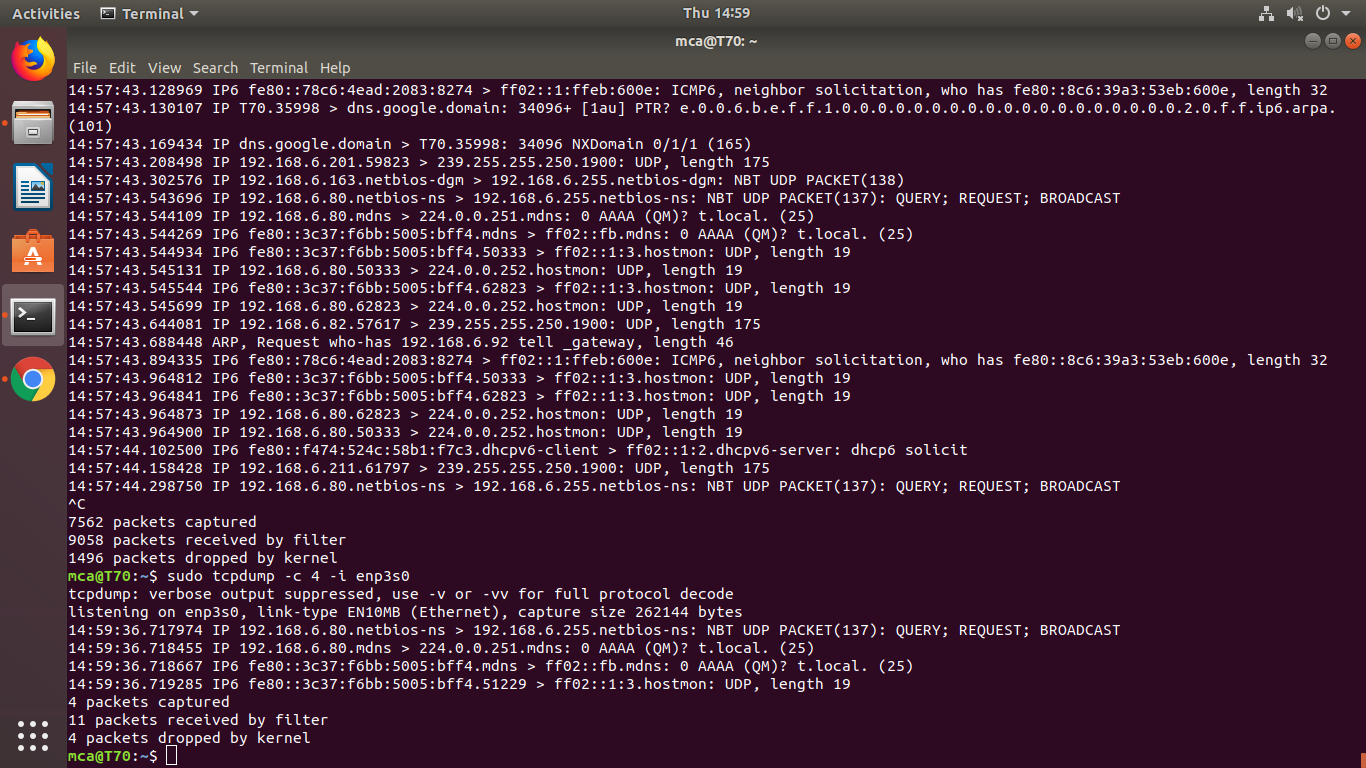 Activities Terminal Thu 14:59
mca@T70: ~
File Edit View Search Terminal Help
14:57:43.128969 IP6 fe80::78c6:4ead:2083:8274 > ff02::1:ffeb:600e: ICMP6, neighbor solicitation, who has fe80::8c6:39a3:53eb:600e, length 32
14:57:43.130107 IP T70.35998 > dns.google.domain: 34096+ [1au] PTR? e.0.0.6.b.e.f.f.1.0.0.0.0.0.0.0.0.0.0.0.0.0.0.0.0.0.0.0.2.0.f.f.ip6.arpa.
(101)
14:57:43.169434 IP dns.google.domain > T70.35998: 34096 NXDomain 0/1/1 (165)
14:57:43.208498 IP 192.168.6.201.59823 > 239.255.255.250.1900: UDP, length 175
14:57:43.302576 IP 192.168.6.163.netbios-dgm > 192.168.6.255.netbios-dgm: NBT UDP PACKET(138)
14:57:43.543696 IP 192.168.6.80.netbios-ns > 192.168.6.255.netbios-ns: NBT UDP PACKET(137): QUERY; REQUEST; BROADCAST
14:57:43.544109 IP 192.168.6.80.mdns > 224.0.0.251.mdns: 0 AAAA (QM)? t.local. (25)
14:57:43.544269 IP6 fe80::3c37:f6bb:5005:bff4.mdns > ff02::fb.mdns: 0 AAAA (QM)? t.local. (25)
14:57:43.544934 IP6 fe80::3c37:f6bb:5005:bff4.50333 > ff02::1:3.hostmon: UDP, length 19
14:57:43.545131 IP 192.168.6.80.50333 > 224.0.0.252.hostmon: UDP, length 19
14:57:43.545544 IP6 fe80::3c37:f6bb:5005:bff4.62823 > ff02::1:3.hostmon: UDP, length 19
14:57:43.545699 IP 192.168.6.80.62823 > 224.0.0.252.hostmon: UDP, length 19
14:57:43.644081 IP 192.168.6.82.57617 > 239.255.255.250.1900: UDP, length 175
14:57:43.688448 ARP, Request who-has 192.168.6.92 tell _gateway, length 46
14:57:43.894335 IP6 fe80::78c6:4ead:2083:8274 > ff02::1:ffeb:600e: ICMP6, neighbor solicitation, who has fe80::8c6:39a3:53eb:600e, length 32
14:57:43.964812 IP6 fe80::3c37:f6bb:5005:bff4.50333 > ff02::1:3.hostmon: UDP, length 19
14:57:43.964841 IP6 fe80::3c37:f6bb:5005:bff4.62823 > ff02::1:3.hostmon: UDP, length 19
14:57:43.964873 IP 192.168.6.80.62823 > 224.0.0.252.hostmon: UDP, length 19
14:57:43.964900 IP 192.168.6.80.50333 > 224.0.0.252.hostmon: UDP, length 19
14:57:44.102500 IP6 fe80::f474:524c:58b1:f7c3.dhcpv6-client > ff02::1:2.dhcpv6-server: dhcp6 solicit
14:57:44.158428 IP 192.168.6.211.61797 > 239.255.255.250.1900: UDP, length 175
14:57:44.298750 IP 192.168.6.80.netbios-ns > 192.168.6.255.netbios-ns: NBT UDP PACKET(137): QUERY; REQUEST; BROADCAST
^C
7562 packets captured
9058 packets received by filter
1496 packets dropped by kernel
mca@T70:~$ sudo tcpdump -c 4 -i enp3s0
tcpdump: verbose output suppressed, use -v or -vv for full protocol decode
listening on enp3s0, link-type EN10MB (Ethernet), capture size 262144 bytes
14:59:36.717974 IP 192.168.6.80.netbios-ns > 192.168.6.255.netbios-ns: NBT UDP PACKET(137): QUERY; REQUEST; BROADCAST
14:59:36.718455 IP 192.168.6.80.mdns > 224.0.0.251.mdns: 0 AAAA (QM)? t.local. (25)
14:59:36.718667 IP6 fe80::3c37:f6bb:5005:bff4.mdns > ff02::fb.mdns: 0 AAAA (QM)? t.local. (25)
14:59:36.719285 IP6 fe80::3c37:f6bb:5005:bff4.51229 > ff02::1:3.hostmon: UDP, length 19
4 packets captured
11 packets received by filter
4 packets dropped by kernel
mca@T70:~$